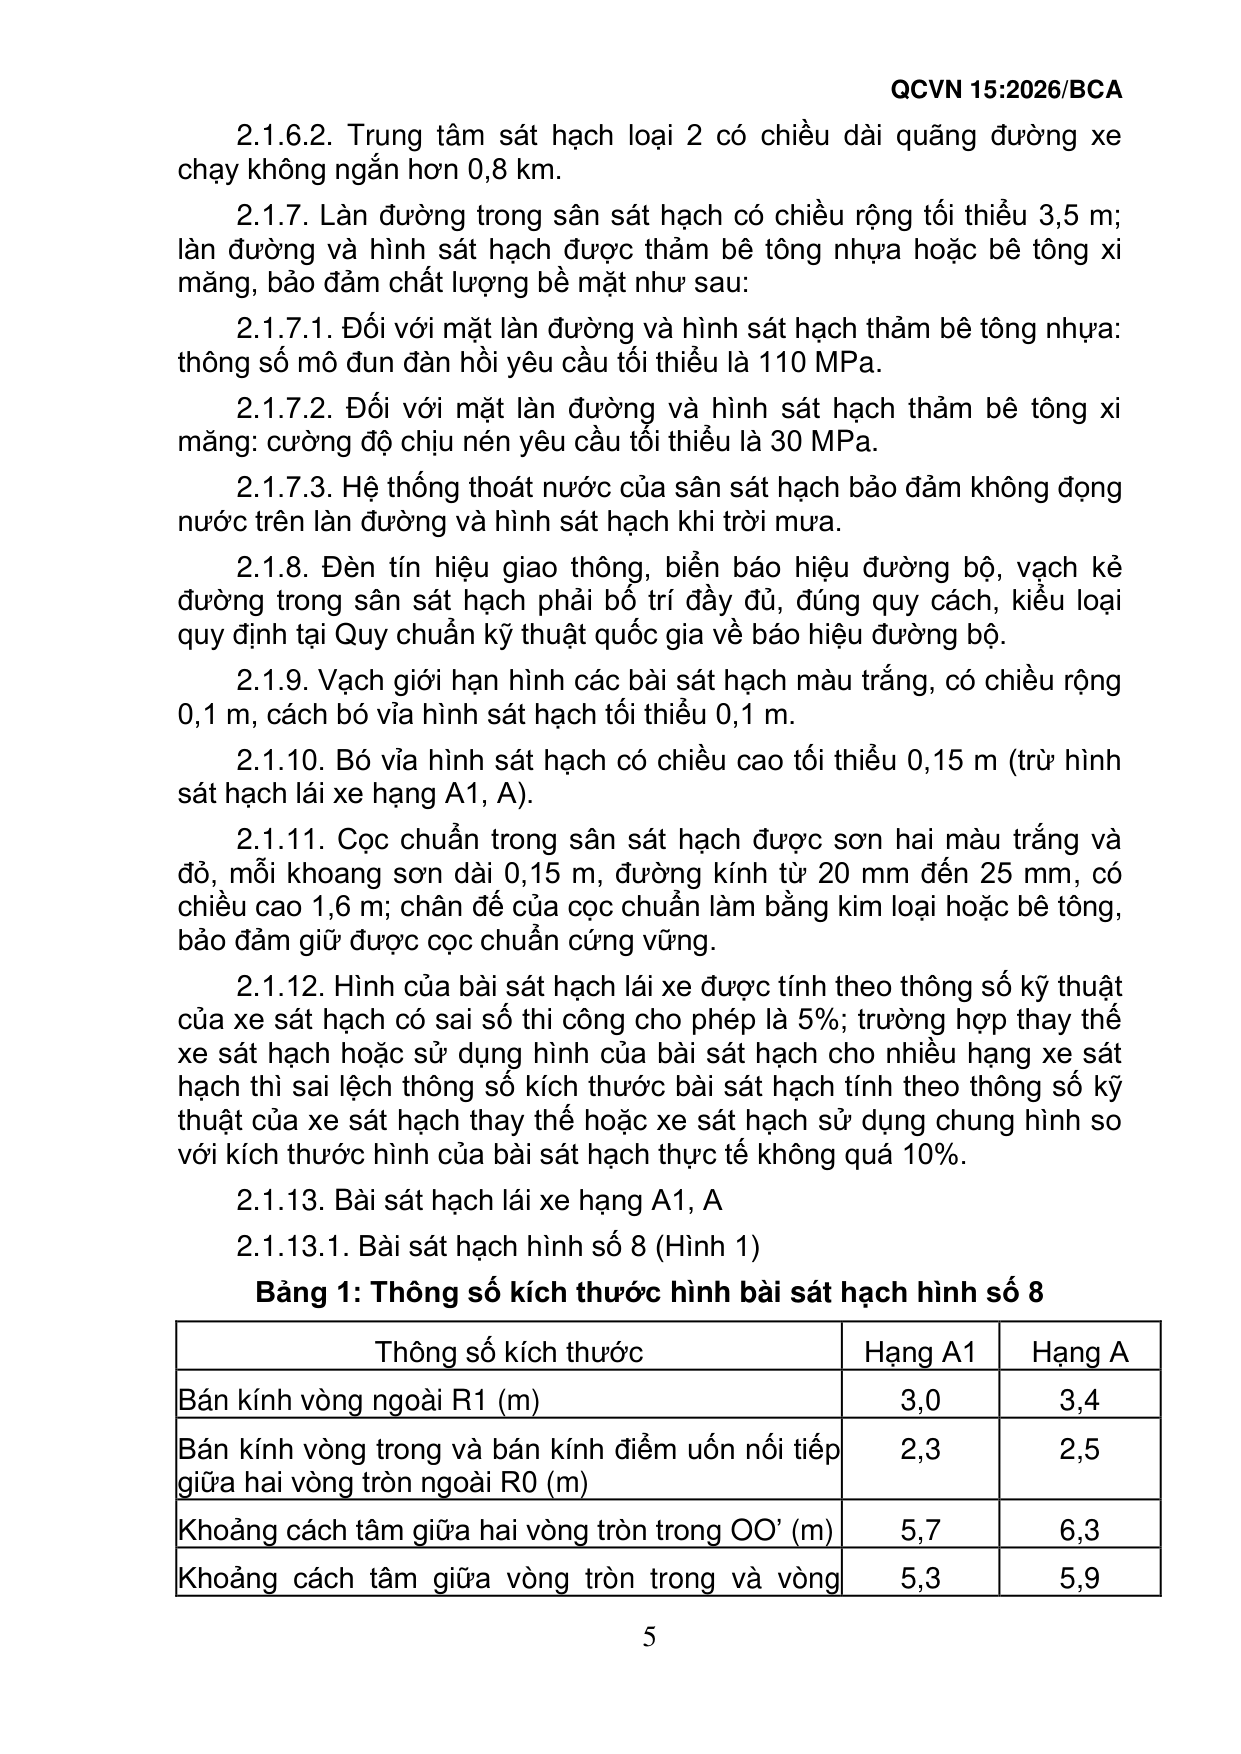 QCVN 15:2026/BCA
2.1.6.2. Trung tâm sát hạch loại 2 có chiều dài quãng đường xe
chạy không ngắn hơn 0,8 km.
2.1.7. Làn đường trong sân sát hạch có chiều rộng tối thiểu 3,5 m;
làn đường và hình sát hạch được thảm bê tông nhựa hoặc bê tông xi
măng, bảo đảm chất lượng bề mặt như sau:
2.1.7.1. Đối với mặt làn đường và hình sát hạch thảm bê tông nhựa:
thông số mô đun đàn hồi yêu cầu tối thiểu là 110 MPa.
2.1.7.2. Đối với mặt làn đường và hình sát hạch thảm bê tông xi
măng: cường độ chịu nén yêu cầu tối thiểu là 30 MPa.
2.1.7.3. Hệ thống thoát nước của sân sát hạch bảo đảm không đọng
nước trên làn đường và hình sát hạch khi trời mưa.
2.1.8. Đèn tín hiệu giao thông, biển báo hiệu đường bộ, vạch kẻ
đường trong sân sát hạch phải bố trí đầy đủ, đúng quy cách, kiểu loại
quy định tại Quy chuẩn kỹ thuật quốc gia về báo hiệu đường bộ.
2.1.9. Vạch giới hạn hình các bài sát hạch màu trắng, có chiều rộng
0,1 m, cách bó vỉa hình sát hạch tối thiểu 0,1 m.
2.1.10. Bó vỉa hình sát hạch có chiều cao tối thiểu 0,15 m (trừ hình
sát hạch lái xe hạng A1, A).
2.1.11. Cọc chuẩn trong sân sát hạch được sơn hai màu trắng và
đỏ, mỗi khoang sơn dài 0,15 m, đường kính từ 20 mm đến 25 mm, có
chiều cao 1,6 m; chân đế của cọc chuẩn làm bằng kim loại hoặc bê tông,
bảo đảm giữ được cọc chuẩn cứng vững.
2.1.12. Hình của bài sát hạch lái xe được tính theo thông số kỹ thuật
của xe sát hạch có sai số thi công cho phép là 5%; trường hợp thay thế
xe sát hạch hoặc sử dụng hình của bài sát hạch cho nhiều hạng xe sát
hạch thì sai lệch thông số kích thước bài sát hạch tính theo thông số kỹ
thuật của xe sát hạch thay thế hoặc xe sát hạch sử dụng chung hình so
với kích thước hình của bài sát hạch thực tế không quá 10%.
2.1.13. Bài sát hạch lái xe hạng A1, A
2.1.13.1. Bài sát hạch hình số 8 (Hình 1)
Bảng 1: Thông số kích thước hình bài sát hạch hình số 8
Thông số kích thước Hạng A1 Hạng A
Bán kính vòng ngoài R1 (m) 3,0 3,4
Bán kính vòng trong và bán kính điểm uốn nối tiếp 2,3 2,5
giữa hai vòng tròn ngoài R0 (m)
Khoảng cách tâm giữa hai vòng tròn trong OO’ (m) 5,7 6,3
Khoảng cách tâm giữa vòng tròn trong và vòng 5,3 5,9
5